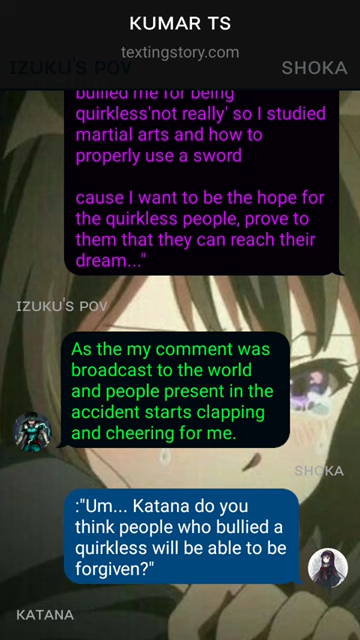 KUMAR TS
textingstory.com
IZUKU'S POV
SHOKA
bullied me for being
quirkless'not really' so I studied
martial arts and how to
properly use a sword
cause I want to be the hope for
the quirkless people, prove to
them that they can reach their
dream..."
IZUKU'S POV
As the my comment was
broadcast to the world
and people present in the
accident starts clapping
and cheering for me.
SHOKA
:"Um... Katana do you
think people who bullied a
quirkless will be able to be
forgiven?"
KATANA